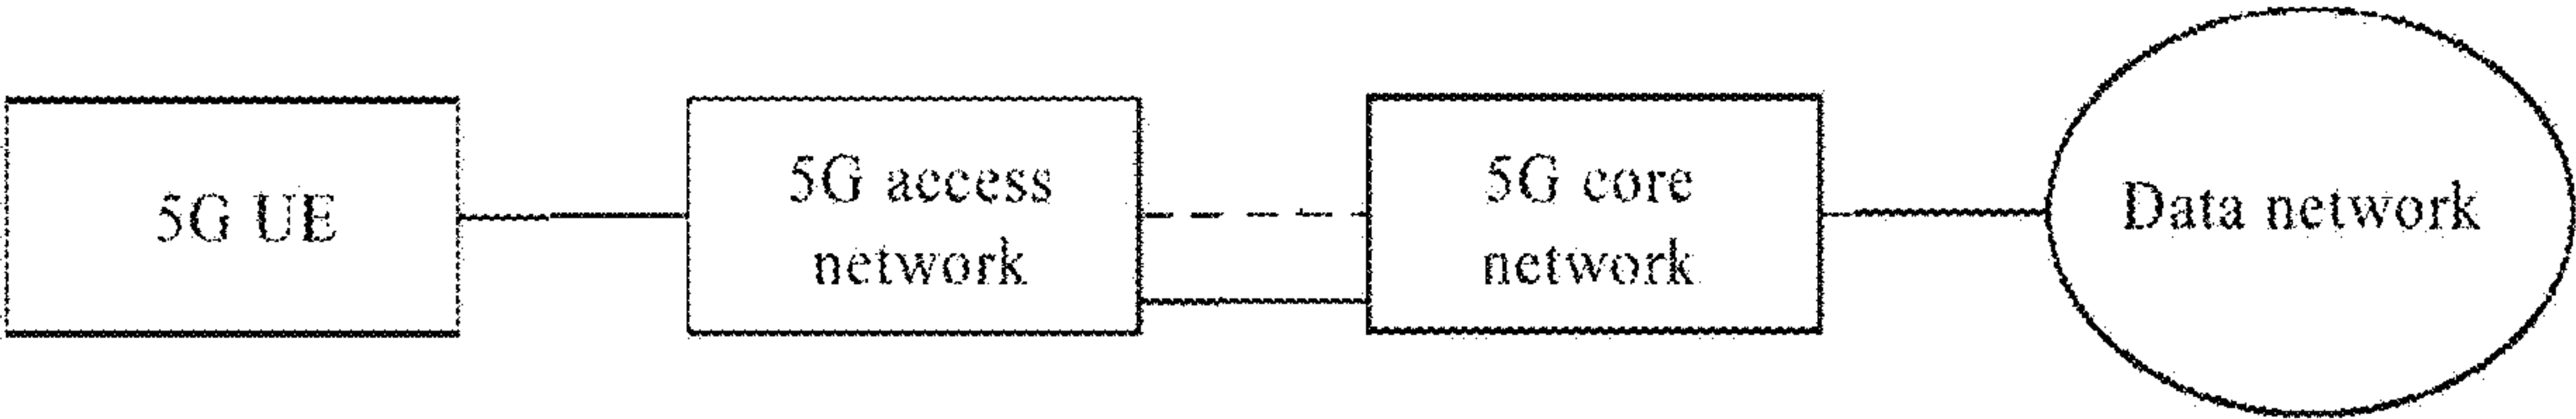 5G UE
5G access
network
5G core
network
Data network